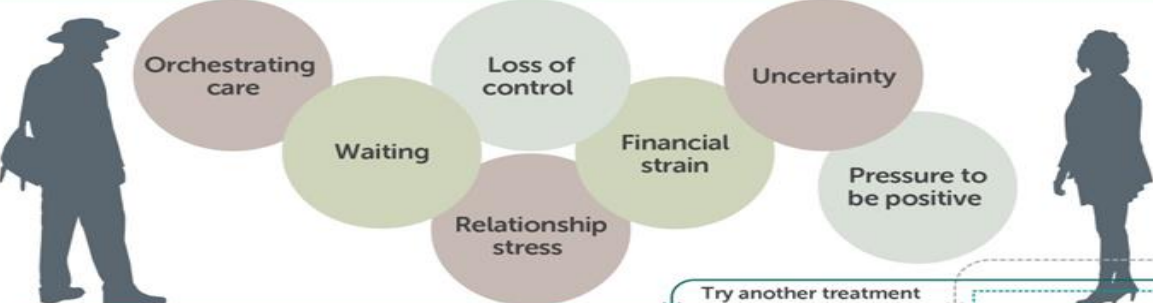 Orchestrating
care
Loss of
control
Uncertainty
Waiting
Financial
strain
Pressure to
be positive
Relationship
stress
Try another treatment